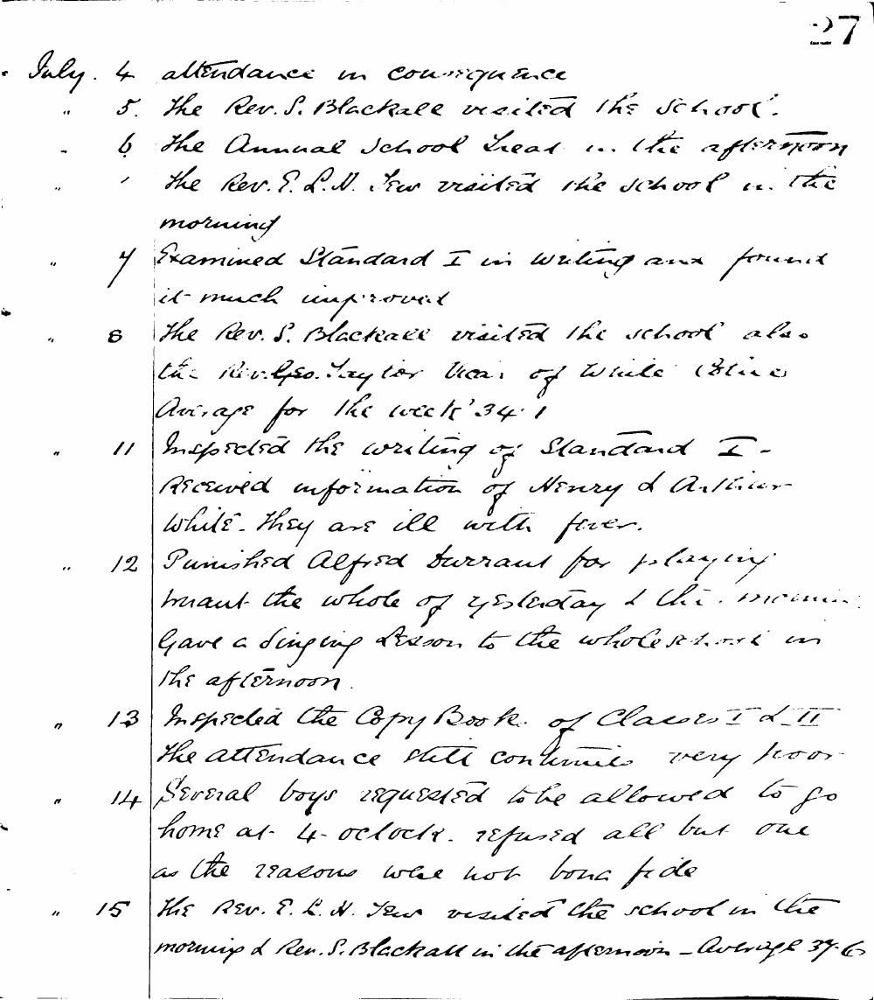 27
July. 4 attendance in consequence
" 5. The Rev. S. Blackall visited the School.
" 6 The Annual School Treat in the afternoon
" The Rev. E. L. H. Tew visited the school in the
morning
" 7 Examined Standard I in writing and found
it much improved
" 8 The Rev. S. Blackall visited the school also
the Rev. Geo. Taylor Vicar of White
Average for the week 34.1
" 11 Inspected the writing of Standard I -
Received information of Henry & Arthur
White. They are ill with fever.
" 12 Punished Alfred Durrant for playing
truant the whole of yesterday & this morning
Gave a Singing Lesson to the whole school in
the afternoon.
" 13 Inspected the Copy Books of Classes I & II
The attendance still continues very poor
" 14 Several boys requested to be allowed to go
home at 4 oclock. refused all but one
as the reasons were not bona fide
" 15 The Rev. E. L. H. Tew visited the school in the
morning & Rev. S. Blackall in the afternoon - Average 37.6